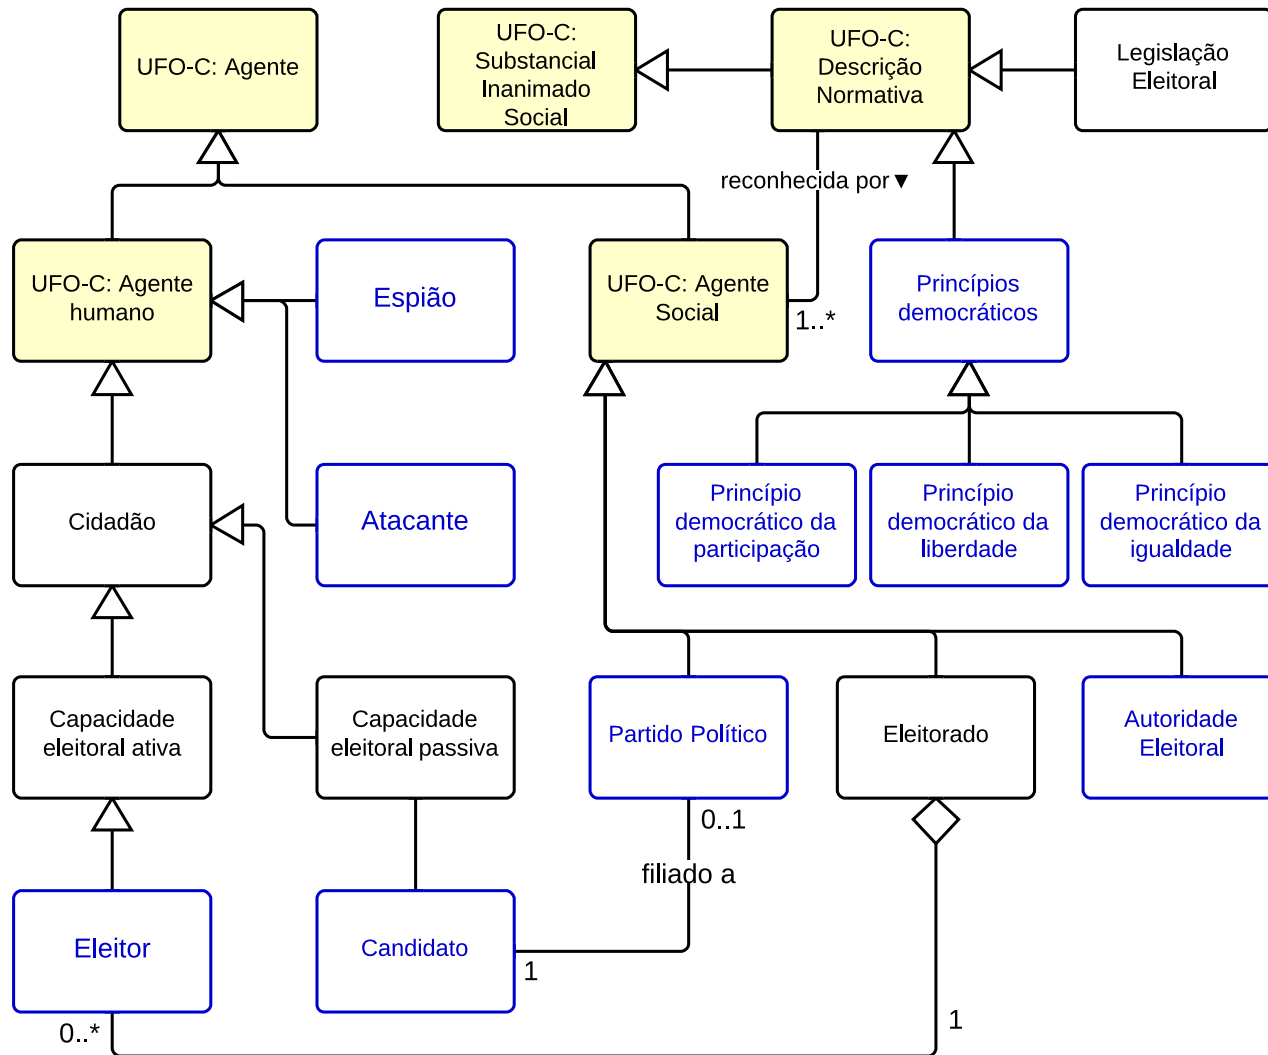 UFO-C: Agente
UFO-C:
Substancial
Inanimado
Social
UFO-C:
Descrição
Normativa
Legislação
Eleitoral
reconhecida por ▼
UFO-C: Agente
humano
Espião
UFO-C: Agente
Social
1..*
Princípios
democráticos
Cidadão
Atacante
Princípio
democrático da
participação
Princípio
democrático da
liberdade
Princípio
democrático da
igualdade
Capacidade
eleitoral ativa
Capacidade
eleitoral passiva
Partido Político
Eleitorado
Autoridade
Eleitoral
0..1
filiado a
Eleitor
Candidato
1
0..*
1